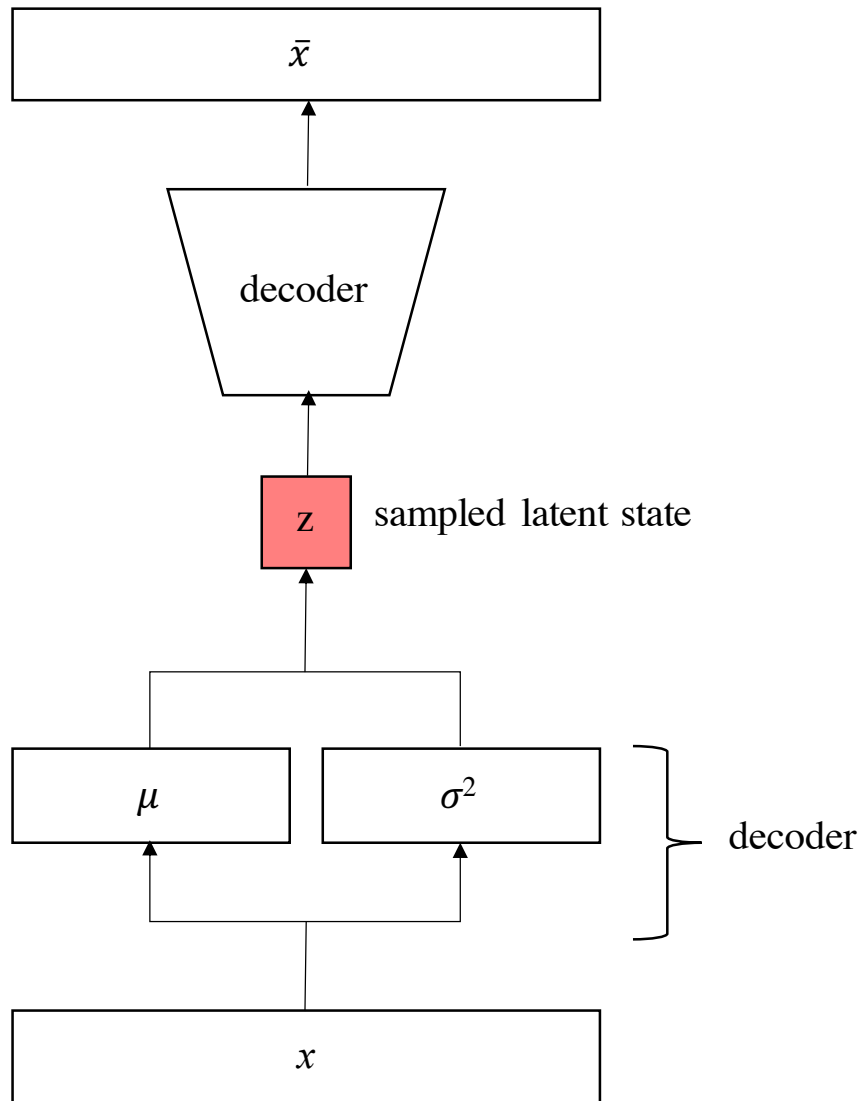 x̄
decoder
z sampled latent state
μ
σ²
decoder
x